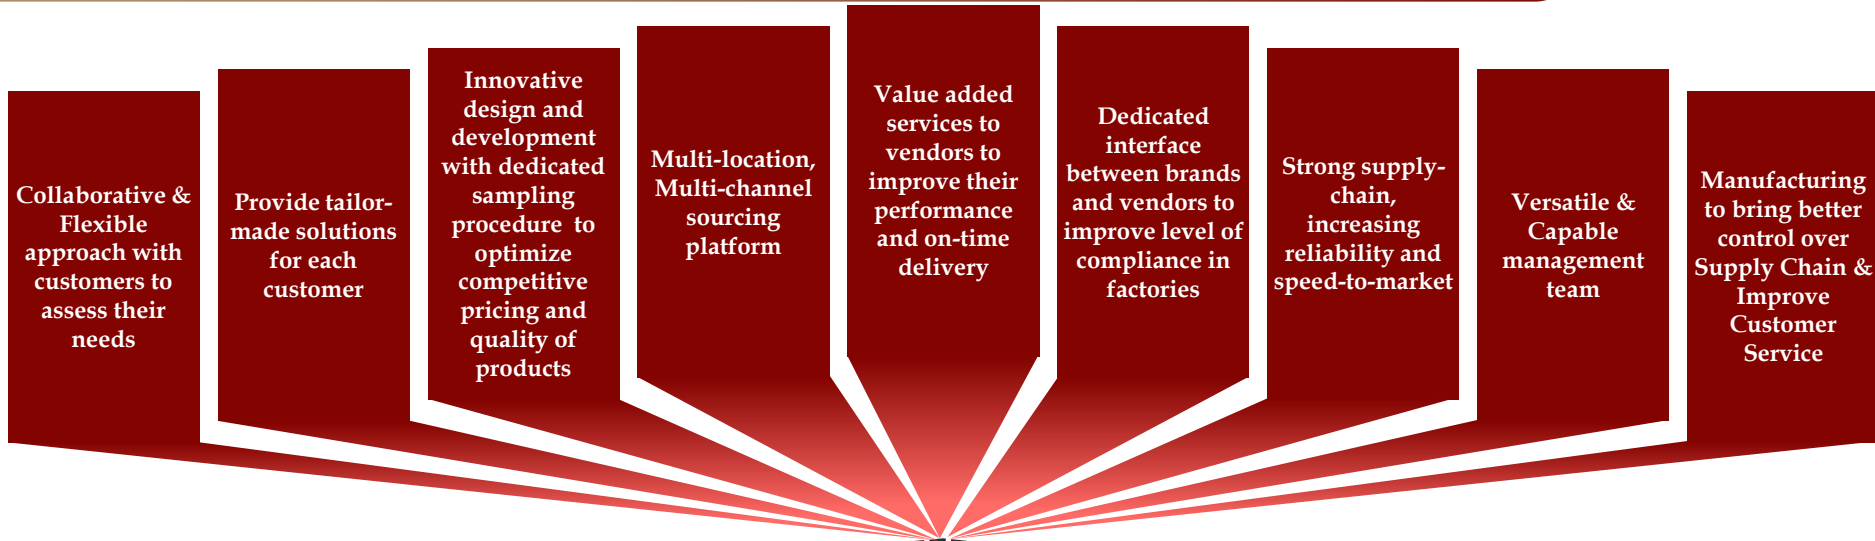 Collaborative &
Flexible
approach with
customers to
assess their
needs
Provide tailor-
made solutions
for each
customer
Innovative
design and
development
with dedicated
sampling
procedure  to
optimize
competitive
pricing and
quality of
products
Multi-location,
Multi-channel
sourcing
platform
Value added
services to
vendors to
improve their
performance
and on-time
delivery
Dedicated
interface
between brands
and vendors to
improve level of
compliance in
factories
Strong supply-
chain,
increasing
reliability and
speed-to-market
Versatile &
Capable
management
team
Manufacturing
to bring better
control over
Supply Chain &
Improve
Customer
Service